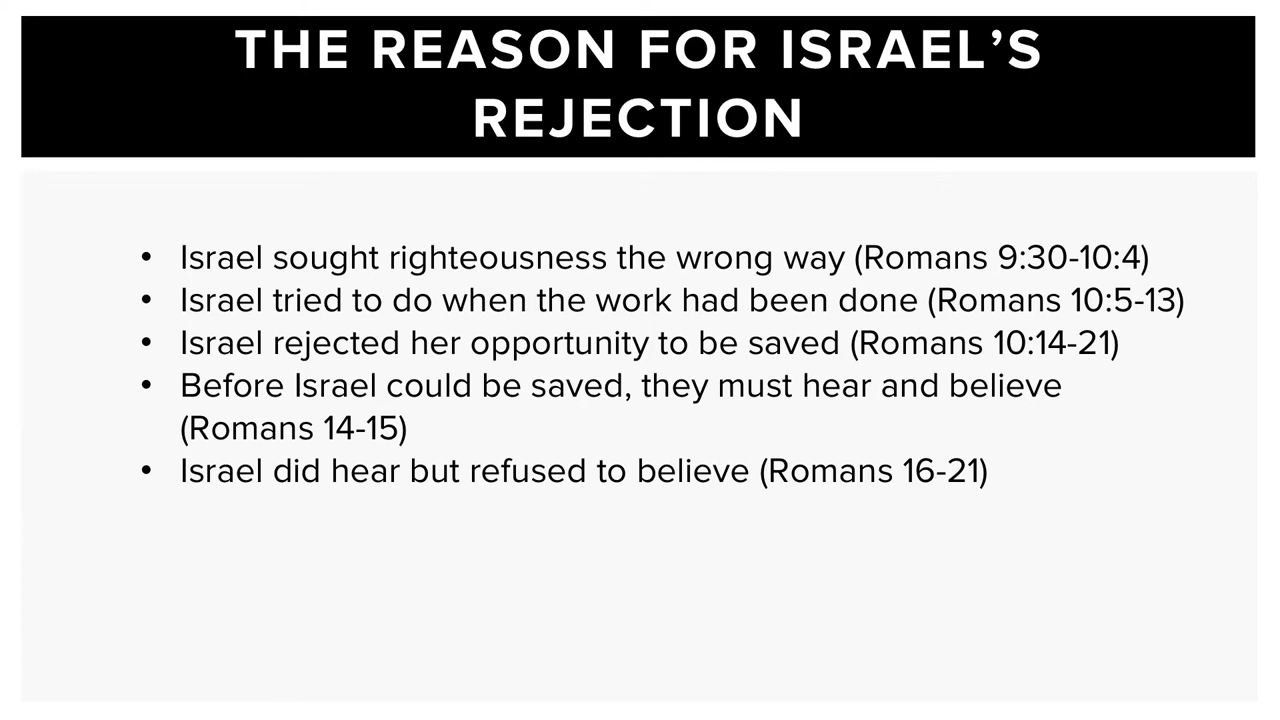 THE REASON FOR ISRAEL’S
REJECTION
• Israel sought righteousness the wrong way (Romans 9:30-10:4)
• Israel tried to do when the work had been done (Romans 10:5-13)
• Israel rejected her opportunity to be saved (Romans 10:14-21)
• Before Israel could be saved, they must hear and believe
(Romans 14-15)
• Israel did hear but refused to believe (Romans 16-21)